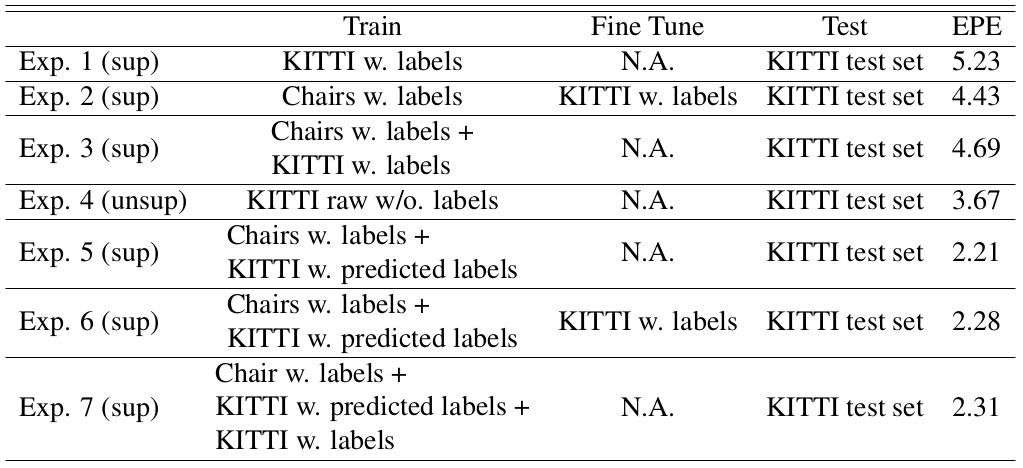 Train Fine Tune Test EPE
Exp. 1 (sup) KITTI w. labels N.A. KITTI test set 5.23
Exp. 2 (sup) Chairs w. labels KITTI w. labels KITTI test set 4.43
Exp. 3 (sup) Chairs w. labels +
KITTI w. labels N.A. KITTI test set 4.69
Exp. 4 (unsup) KITTI raw w/o. labels N.A. KITTI test set 3.67
Exp. 5 (sup) Chairs w. labels +
KITTI w. predicted labels N.A. KITTI test set 2.21
Exp. 6 (sup) Chairs w. labels +
KITTI w. predicted labels KITTI w. labels KITTI test set 2.28
Exp. 7 (sup) Chair w. labels +
KITTI w. predicted labels +
KITTI w. labels N.A. KITTI test set 2.31